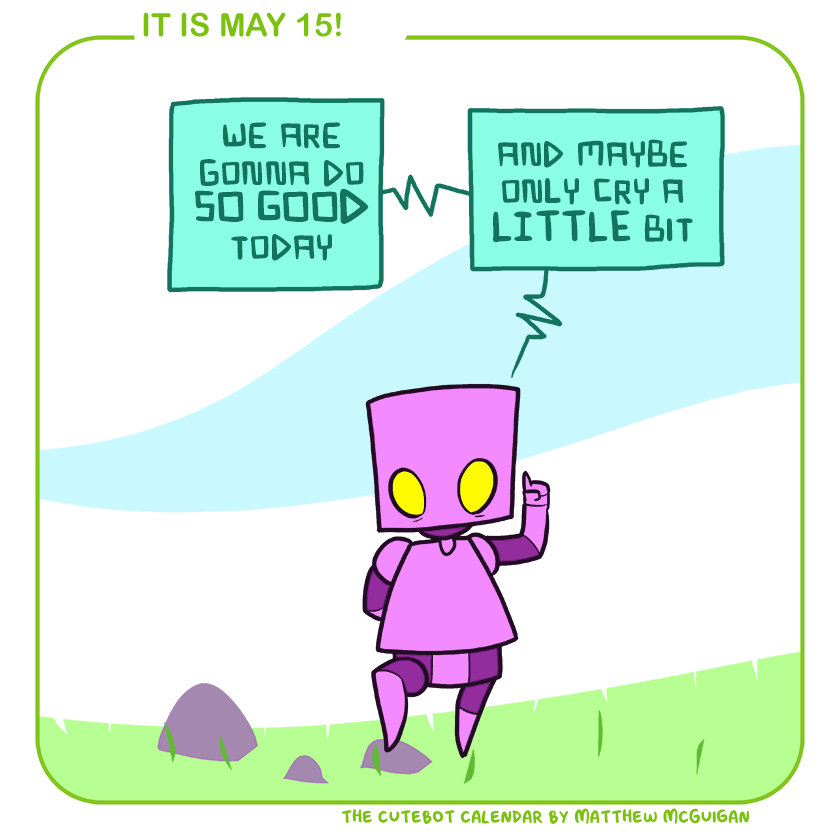 IT IS MAY 15!
WE ARE
GONNA DO
SO GOOD
TODAY
AND MAYBE
ONLY CRY A
LITTLE BIT
THE CUTEBOT CALENDAR BY MATTHEW MCGUIGAN